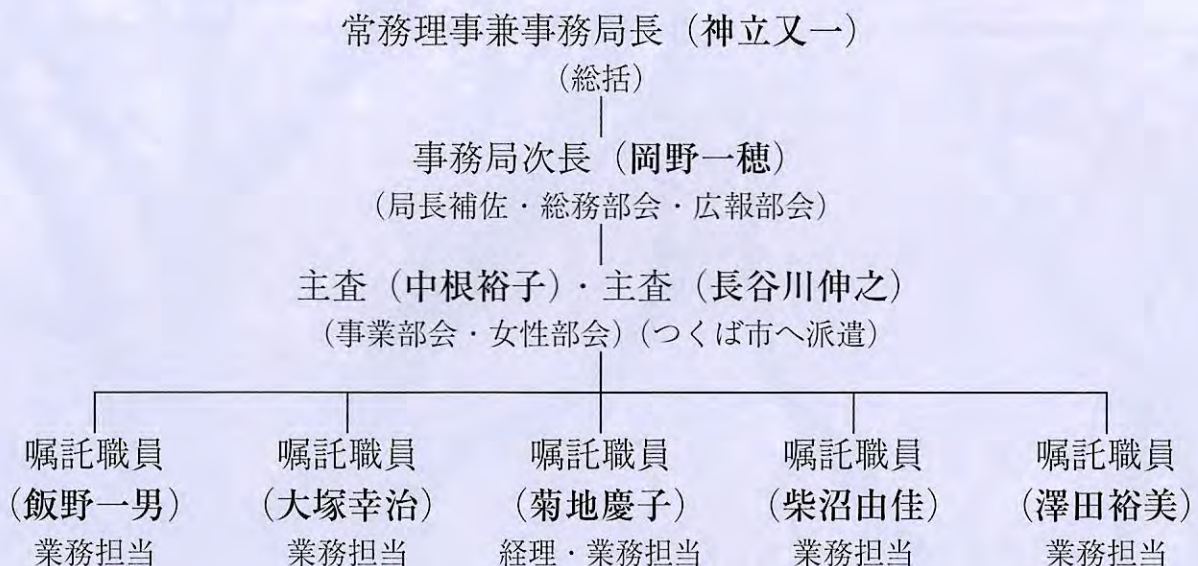 常務理事兼事務局長（神立又一）
（総括）
事務局次長（岡野一穂）
（局長補佐・総務部会・広報部会）
主査（中根裕子）・主査（長谷川伸之）
（事業部会・女性部会）（つくば市へ派遣）
嘱託職員 嘱託職員 嘱託職員 嘱託職員 嘱託職員
（飯野一男） （大塚幸治） （菊地慶子） （柴沼由佳） （澤田裕美）
業務担当 業務担当 経理・業務担当 業務担当 業務担当